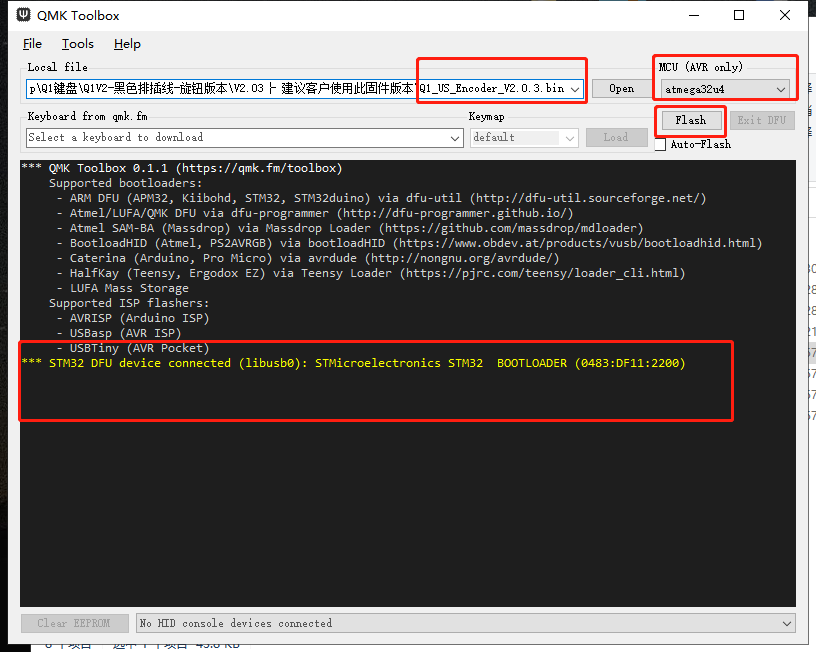 QMK Toolbox
File Tools Help
Local file
MCU (AVR only)
p\Q1键盘\Q1V2-黑色排插线-旋钮版本\V2.03 ├ 建议客户使用此固件版本\Q1_US_Encoder_V2.0.3.bin
Open
atmega32u4
Keyboard from qmk.fm
Keymap
Flash
Exit DFU
Select a keyboard to download
default
Load
Auto-Flash
*** QMK Toolbox 0.1.1 (https://qmk.fm/toolbox)
Supported bootloaders:
- ARM DFU (APM32, Kiibohd, STM32, STM32duino) via dfu-util (http://dfu-util.sourceforge.net/)
- Atmel/LUFA/QMK DFU via dfu-programmer (http://dfu-programmer.github.io/)
- Atmel SAM-BA (Massdrop) via Massdrop Loader (https://github.com/massdrop/mdloader)
- BootloadHID (Atmel, PS2AVRGB) via bootloadHID (https://www.obdev.at/products/vusb/bootloadhid.html)
- Caterina (Arduino, Pro Micro) via avrdude (http://nongnu.org/avrdude/)
- HalfKay (Teensy, Ergodox EZ) via Teensy Loader (https://pjrc.com/teensy/loader_cli.html)
- LUFA Mass Storage
Supported ISP flashers:
- AVRISP (Arduino ISP)
- USBasp (AVR ISP)
- USBTiny (AVR Pocket)
*** STM32 DFU device connected (libusb0): STMicroelectronics STM32  BOOTLOADER (0483:DF11:2200)
Clear EEPROM
No HID console devices connected